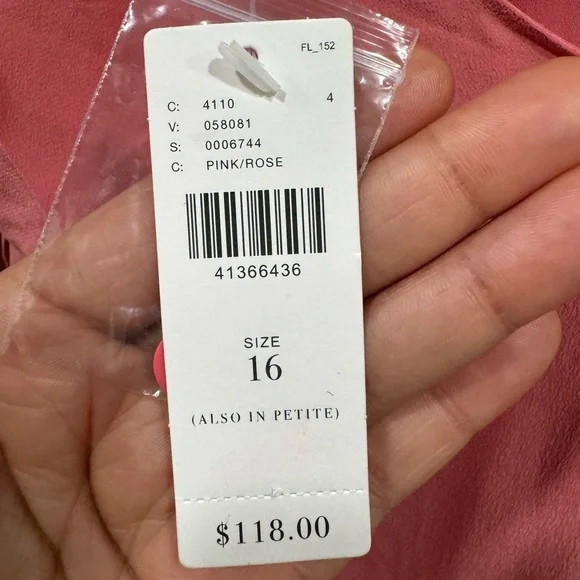 FL_152
C: 4110 4
V: 058081
S: 0006744
C: PINK/ROSE
41366436
SIZE
16
(ALSO IN PETITE)
$118.00